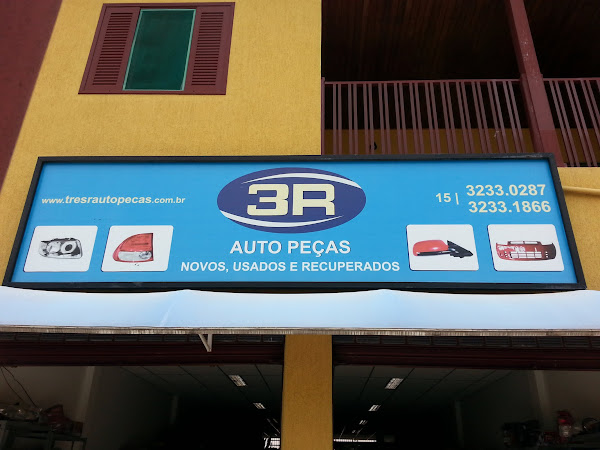 www.tresrautopecas.com.br
3R
AUTO PEÇAS
NOVOS, USADOS E RECUPERADOS
15 | 3233.0287
3233.1866